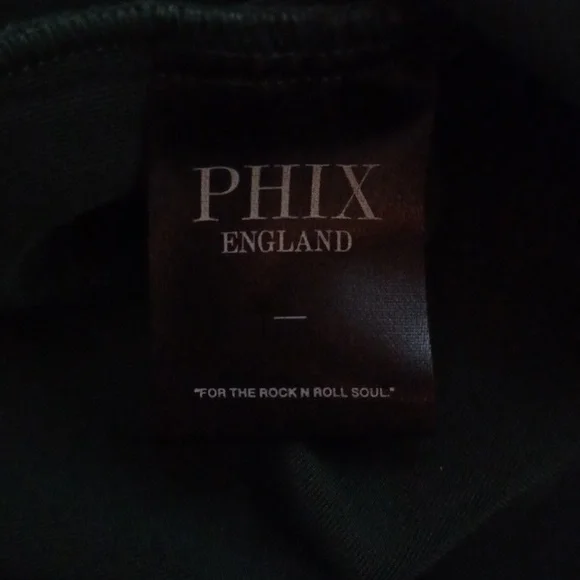 PHIX
ENGLAND
—
"FOR THE ROCK N ROLL SOUL."